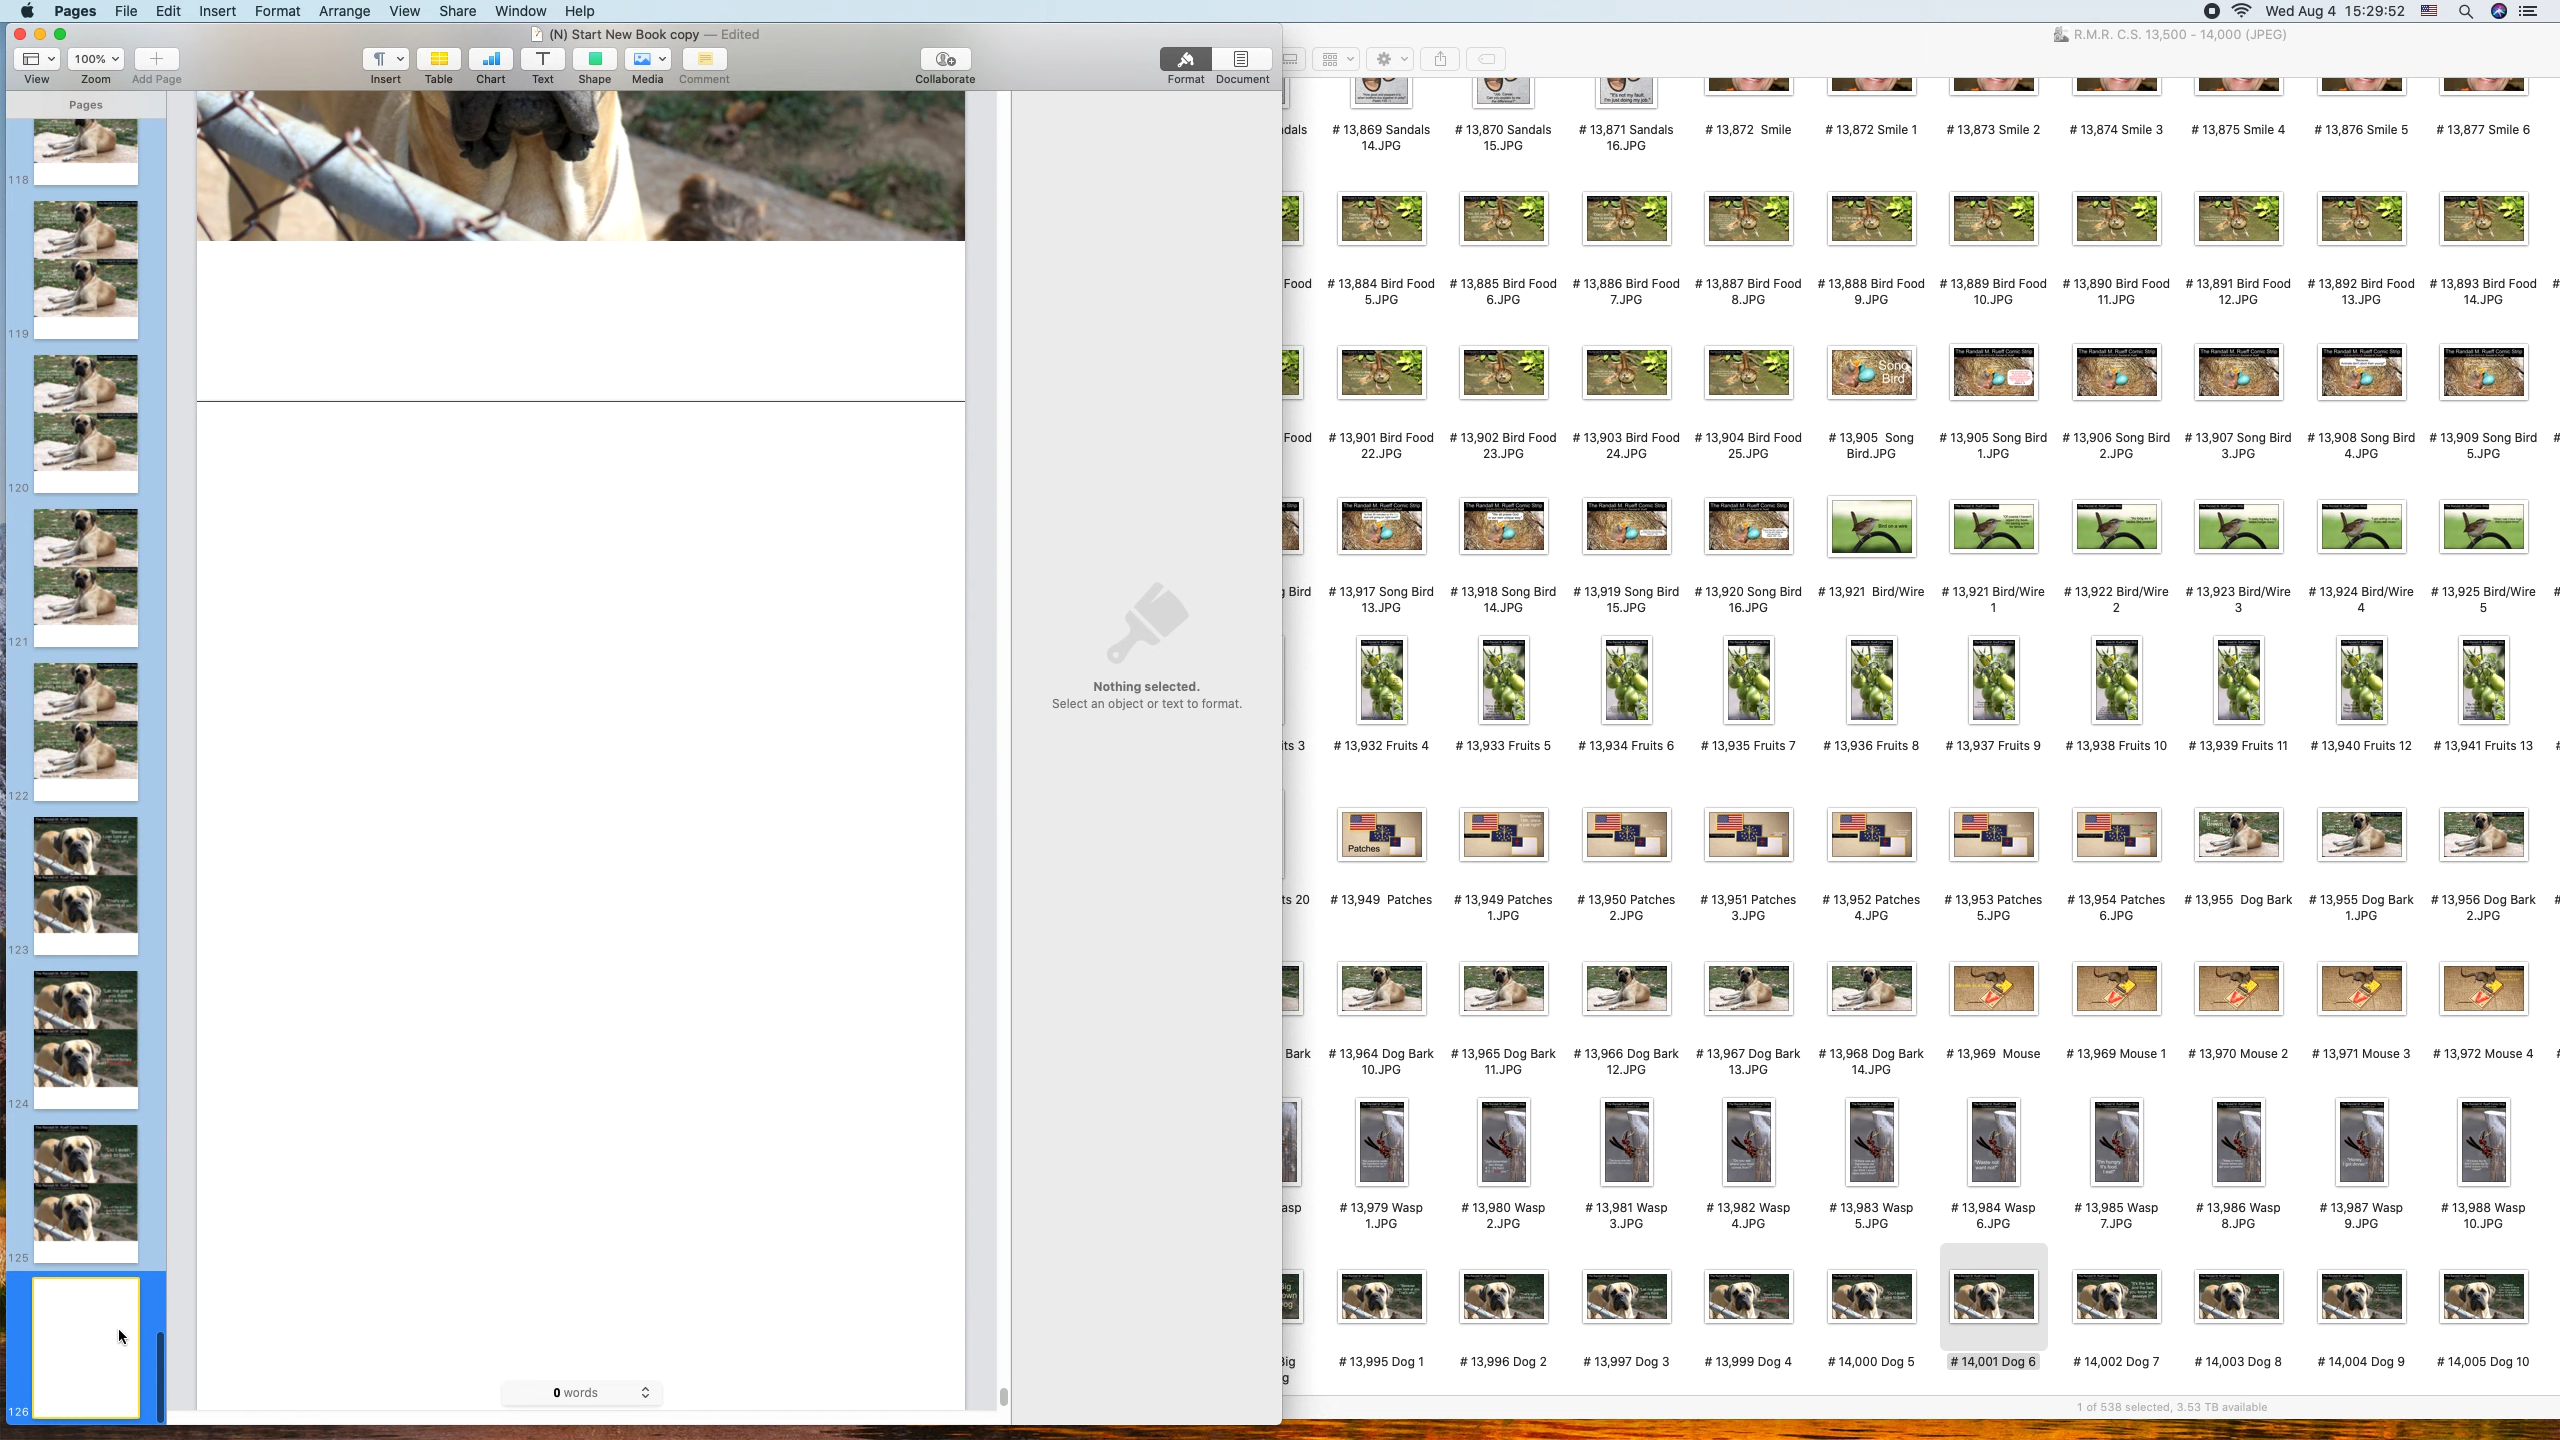 Pages File Edit Insert Format Arrange View Share Window Help
Wed Aug 4 15:29:52
(N) Start New Book copy — Edited
100%
View Zoom Add Page
Insert Table Chart Text Shape Media Comment
Collaborate
Format Document
Pages
118
119
120
121
122
123
124
125
126
Nothing selected.
Select an object or text to format.
0 words
R.M.R. C.S. 13,500 - 14,000 (JPEG)
# 13,869 Sandals 14.JPG
# 13,870 Sandals 15.JPG
# 13,871 Sandals 16.JPG
# 13,872 Smile
# 13,872 Smile 1
# 13,873 Smile 2
# 13,874 Smile 3
# 13,875 Smile 4
# 13,876 Smile 5
# 13,877 Smile 6
Food
# 13,884 Bird Food 5.JPG
# 13,885 Bird Food 6.JPG
# 13,886 Bird Food 7.JPG
# 13,887 Bird Food 8.JPG
# 13,888 Bird Food 9.JPG
# 13,889 Bird Food 10.JPG
# 13,890 Bird Food 11.JPG
# 13,891 Bird Food 12.JPG
# 13,892 Bird Food 13.JPG
# 13,893 Bird Food 14.JPG
Song Bird
Food
# 13,901 Bird Food 22.JPG
# 13,902 Bird Food 23.JPG
# 13,903 Bird Food 24.JPG
# 13,904 Bird Food 25.JPG
# 13,905 Song Bird.JPG
# 13,905 Song Bird 1.JPG
# 13,906 Song Bird 2.JPG
# 13,907 Song Bird 3.JPG
# 13,908 Song Bird 4.JPG
# 13,909 Song Bird 5.JPG
Bird
# 13,917 Song Bird 13.JPG
# 13,918 Song Bird 14.JPG
# 13,919 Song Bird 15.JPG
# 13,920 Song Bird 16.JPG
# 13,921 Bird/Wire
# 13,921 Bird/Wire 1
# 13,922 Bird/Wire 2
# 13,923 Bird/Wire 3
# 13,924 Bird/Wire 4
# 13,925 Bird/Wire 5
its 3
# 13,932 Fruits 4
# 13,933 Fruits 5
# 13,934 Fruits 6
# 13,935 Fruits 7
# 13,936 Fruits 8
# 13,937 Fruits 9
# 13,938 Fruits 10
# 13,939 Fruits 11
# 13,940 Fruits 12
# 13,941 Fruits 13
Patches
ts 20
# 13,949 Patches
# 13,949 Patches 1.JPG
# 13,950 Patches 2.JPG
# 13,951 Patches 3.JPG
# 13,952 Patches 4.JPG
# 13,953 Patches 5.JPG
# 13,954 Patches 6.JPG
# 13,955 Dog Bark
# 13,955 Dog Bark 1.JPG
# 13,956 Dog Bark 2.JPG
Bark
# 13,964 Dog Bark 10.JPG
# 13,965 Dog Bark 11.JPG
# 13,966 Dog Bark 12.JPG
# 13,967 Dog Bark 13.JPG
# 13,968 Dog Bark 14.JPG
# 13,969 Mouse
# 13,969 Mouse 1
# 13,970 Mouse 2
# 13,971 Mouse 3
# 13,972 Mouse 4
asp
# 13,979 Wasp 1.JPG
# 13,980 Wasp 2.JPG
# 13,981 Wasp 3.JPG
# 13,982 Wasp 4.JPG
# 13,983 Wasp 5.JPG
# 13,984 Wasp 6.JPG
# 13,985 Wasp 7.JPG
# 13,986 Wasp 8.JPG
# 13,987 Wasp 9.JPG
# 13,988 Wasp 10.JPG
# 13,995 Dog 1
# 13,996 Dog 2
# 13,997 Dog 3
# 13,999 Dog 4
# 14,000 Dog 5
# 14,001 Dog 6
# 14,002 Dog 7
# 14,003 Dog 8
# 14,004 Dog 9
# 14,005 Dog 10
1 of 538 selected, 3.53 TB available